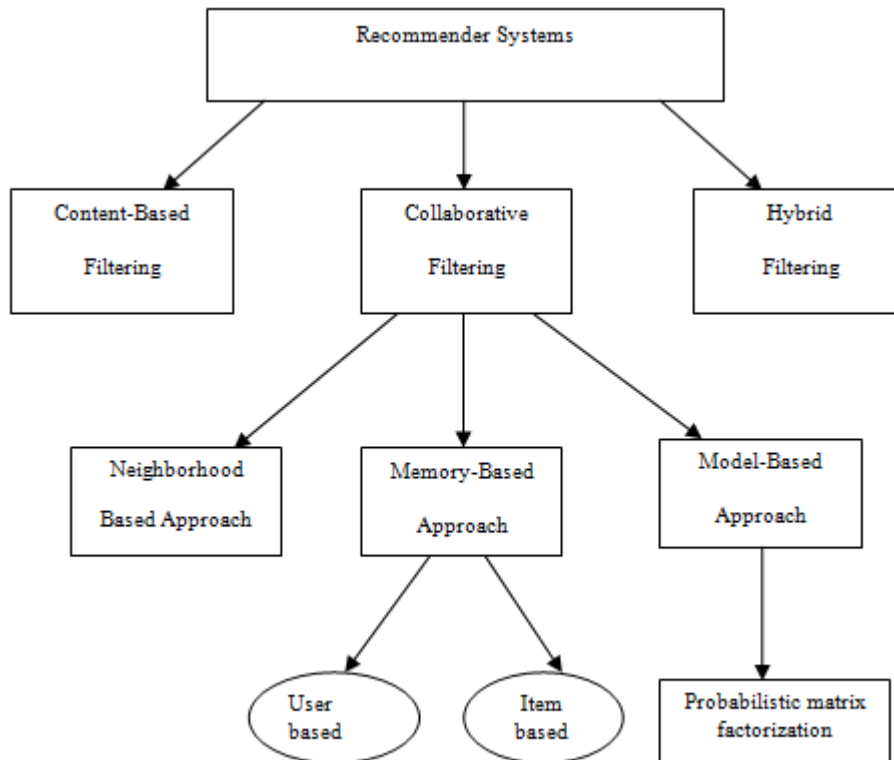 Recommender Systems
Content-Based
Filtering
Collaborative
Filtering
Hybrid
Filtering
Neighborhood
Based Approach
Memory-Based
Approach
Model-Based
Approach
User
based
Item
based
Probabilistic matrix
factorization